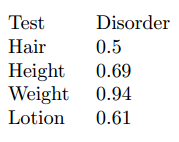 Test Disorder
Hair 0.5
Height 0.69
Weight 0.94
Lotion 0.61